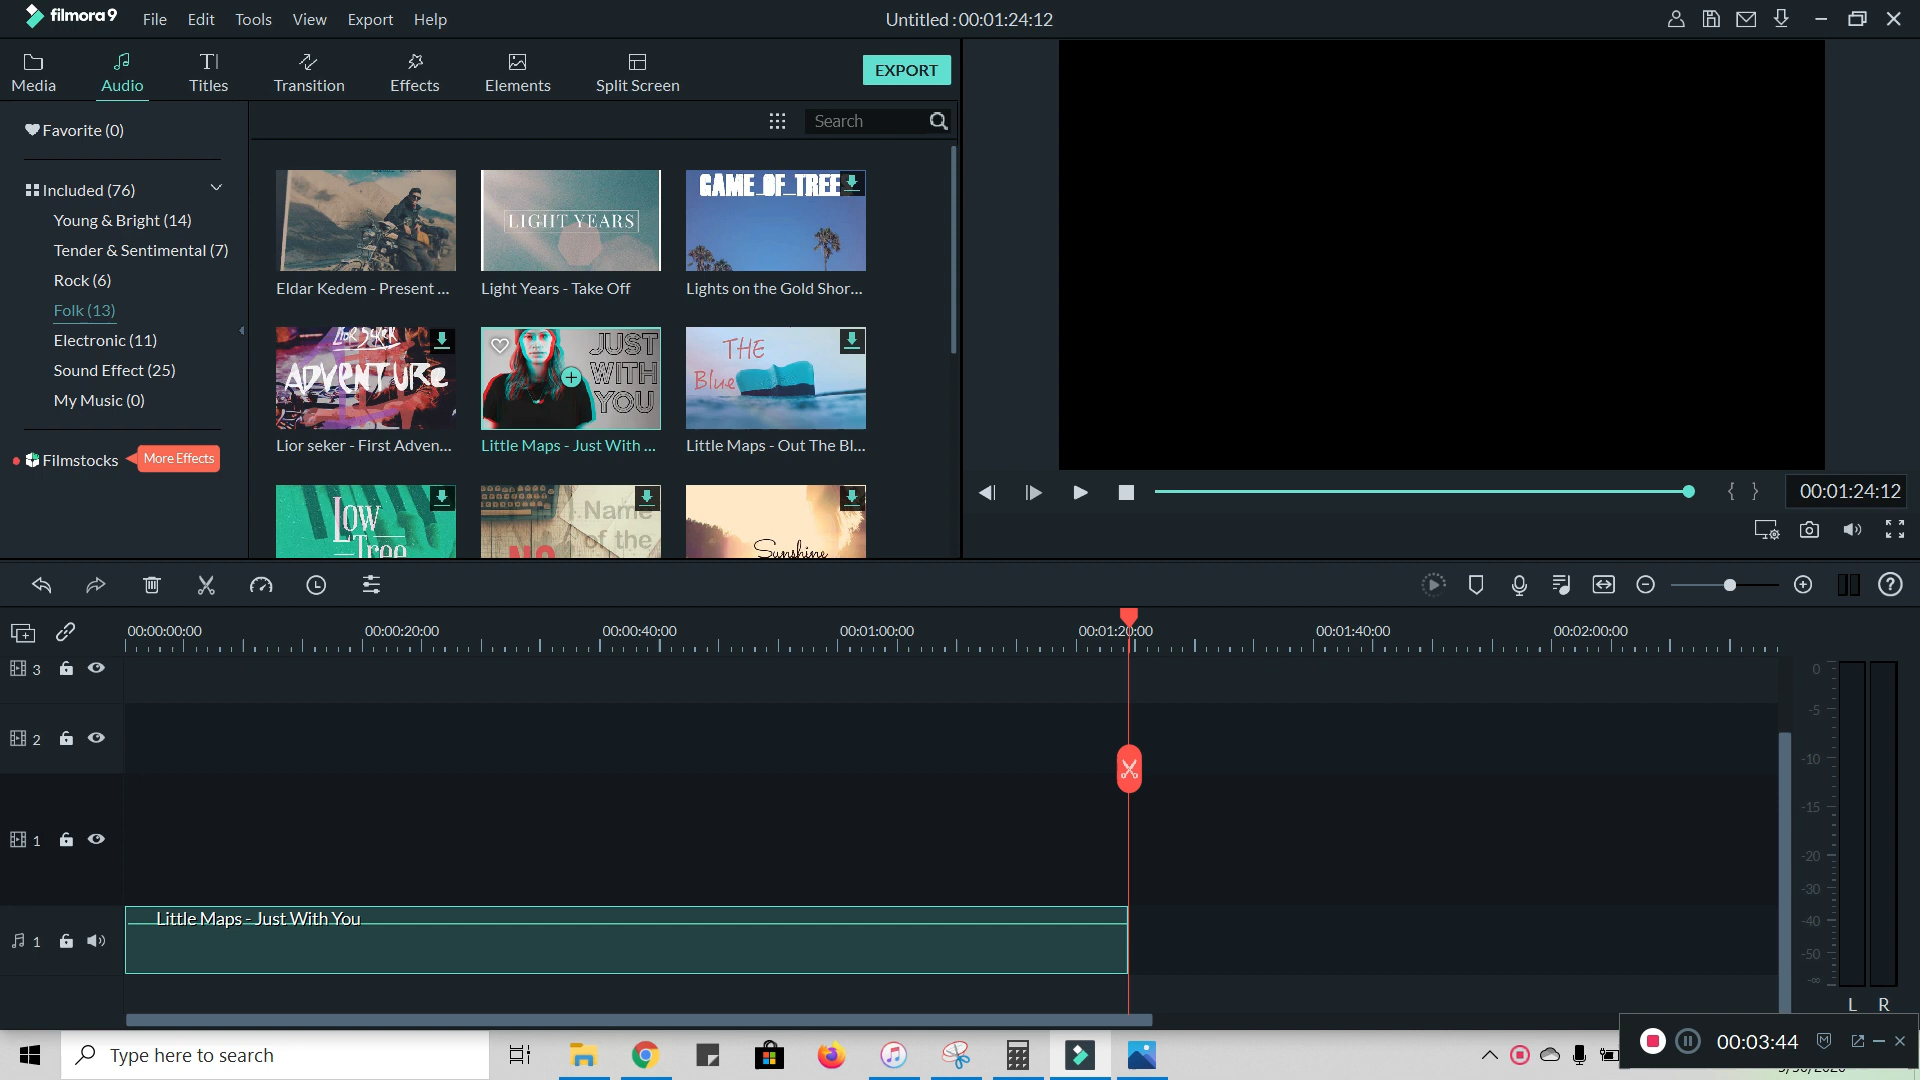 filmora9 File Edit Tools View Export Help Untitled : 00:01:24:12
Media Audio Titles Transition Effects Elements Split Screen EXPORT
Favorite (0)
Search
Included (76)
Young & Bright (14)
Tender & Sentimental (7)
Rock (6)
Folk (13)
Electronic (11)
Sound Effect (25)
My Music (0)
Filmstocks More Effects
LIGHT YEARS
GAME_OF_TREE
Eldar Kedem - Present ... Light Years - Take Off Lights on the Gold Shor...
LIOR SEKER
ADVENTURE
JUST
WITH
YOU
THE
Blue
Lior seker - First Adven... Little Maps - Just With ... Little Maps - Out The Bl...
LOW
Tree
Name
of the
NO
Sunshine
00:01:24:12
00:00:00:00 00:00:20:00 00:00:40:00 00:01:00:00 00:01:20:00 00:01:40:00 00:02:00:00
3
2
1
1
Little Maps - Just With You
0
-5
-10
-15
-20
-30
-40
-50
-∞
L R
Type here to search
00:03:44